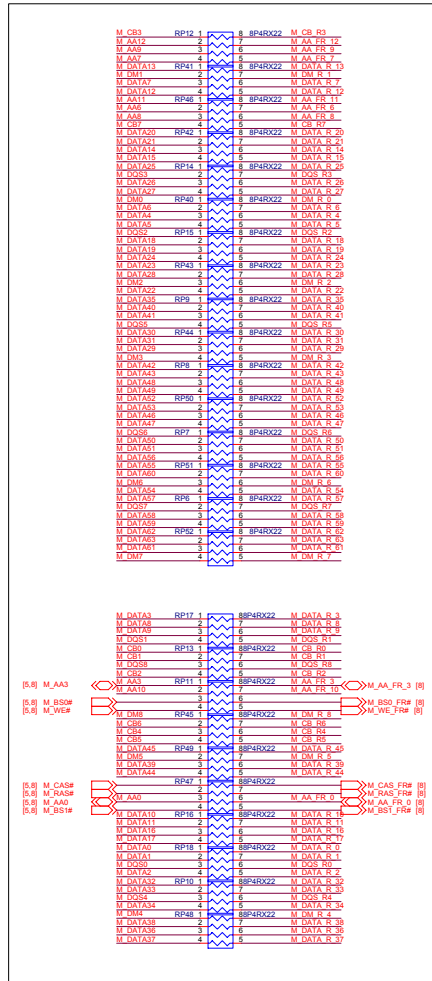 M_CB3 RP12 1 8 8P4RX22 M_CB_R3
M_AA12 2 7 M_AA_FR_12
M_AA9 3 6 M_AA_FR_9
M_AA7 4 5 M_AA_FR_7
M_DATA13 RP41 1 8 8P4RX22 M_DATA_R_13
M_DM1 2 7 M_DM_R_1
M_DATA7 3 6 M_DATA_R_7
M_DATA12 4 5 M_DATA_R_12
M_AA11 RP46 1 8 8P4RX22 M_AA_FR_11
M_AA6 2 7 M_AA_FR_6
M_AA8 3 6 M_AA_FR_8
M_CB7 4 5 M_CB_R7
M_DATA20 RP42 1 8 8P4RX22 M_DATA_R_20
M_DATA21 2 7 M_DATA_R_21
M_DATA14 3 6 M_DATA_R_14
M_DATA15 4 5 M_DATA_R_15
M_DATA25 RP14 1 8 8P4RX22 M_DATA_R_25
M_DQS3 2 7 M_DQS_R3
M_DATA26 3 6 M_DATA_R_26
M_DATA27 4 5 M_DATA_R_27
M_DM0 RP40 1 8 8P4RX22 M_DM_R_0
M_DATA6 2 7 M_DATA_R_6
M_DATA4 3 6 M_DATA_R_4
M_DATA5 4 5 M_DATA_R_5
M_DQS2 RP15 1 8 8P4RX22 M_DQS_R2
M_DATA18 2 7 M_DATA_R_18
M_DATA19 3 6 M_DATA_R_19
M_DATA24 4 5 M_DATA_R_24
M_DATA23 RP43 1 8 8P4RX22 M_DATA_R_23
M_DATA28 2 7 M_DATA_R_28
M_DM2 3 6 M_DM_R_2
M_DATA22 4 5 M_DATA_R_22
M_DATA35 RP9 1 8 8P4RX22 M_DATA_R_35
M_DATA40 2 7 M_DATA_R_40
M_DATA41 3 6 M_DATA_R_41
M_DQS5 4 5 M_DQS_R5
M_DATA30 RP44 1 8 8P4RX22 M_DATA_R_30
M_DATA31 2 7 M_DATA_R_31
M_DATA29 3 6 M_DATA_R_29
M_DM3 4 5 M_DM_R_3
M_DATA42 RP8 1 8 8P4RX22 M_DATA_R_42
M_DATA43 2 7 M_DATA_R_43
M_DATA48 3 6 M_DATA_R_48
M_DATA49 4 5 M_DATA_R_49
M_DATA52 RP50 1 8 8P4RX22 M_DATA_R_52
M_DATA53 2 7 M_DATA_R_53
M_DATA46 3 6 M_DATA_R_46
M_DATA47 4 5 M_DATA_R_47
M_DQS6 RP7 1 8 8P4RX22 M_DQS_R6
M_DATA50 2 7 M_DATA_R_50
M_DATA51 3 6 M_DATA_R_51
M_DATA56 4 5 M_DATA_R_56
M_DATA55 RP51 1 8 8P4RX22 M_DATA_R_55
M_DATA60 2 7 M_DATA_R_60
M_DM6 3 6 M_DM_R_6
M_DATA54 4 5 M_DATA_R_54
M_DATA57 RP6 1 8 8P4RX22 M_DATA_R_57
M_DQS7 2 7 M_DQS_R7
M_DATA58 3 6 M_DATA_R_58
M_DATA59 4 5 M_DATA_R_59
M_DATA62 RP52 1 8 8P4RX22 M_DATA_R_62
M_DATA63 2 7 M_DATA_R_63
M_DATA61 3 6 M_DATA_R_61
M_DM7 4 5 M_DM_R_7
M_DATA3 RP17 1 88P4RX22 M_DATA_R_3
M_DATA8 2 7 M_DATA_R_8
M_DATA9 3 6 M_DATA_R_9
M_DQS1 4 5 M_DQS_R1
M_CB0 RP13 1 88P4RX22 M_CB_R0
M_CB1 2 7 M_CB_R1
M_DQS8 3 6 M_DQS_R8
M_CB2 4 5 M_CB_R2
[5,8] M_AA3 M_AA3 RP11 1 88P4RX22 M_AA_FR_3 M_AA_FR_3 [8]
M_AA10 2 7 M_AA_FR_10
[5,8] M_BS0# 3 6 M_BS0_FR# [8]
[5,8] M_WE# 4 5 M_WE_FR# [8]
M_DM8 RP45 1 88P4RX22 M_DM_R_8
M_CB6 2 7 M_CB_R6
M_CB4 3 6 M_CB_R4
M_CB5 4 5 M_CB_R5
M_DATA45 RP49 1 88P4RX22 M_DATA_R_45
M_DM5 2 7 M_DM_R_5
M_DATA39 3 6 M_DATA_R_39
M_DATA44 4 5 M_DATA_R_44
[5,8] M_CAS# RP47 1 88P4RX22 M_CAS_FR# [8]
[5,8] M_RAS# 2 7 M_RAS_FR# [8]
[5,8] M_AA0 M_AA0 3 6 M_AA_FR_0 M_AA_FR_0 [8]
[5,8] M_BS1# 4 5 M_BST_FR# [8]
M_DATA10 RP16 1 88P4RX22 M_DATA_R_10
M_DATA11 2 7 M_DATA_R_11
M_DATA16 3 6 M_DATA_R_16
M_DATA17 4 5 M_DATA_R_17
M_DATA0 RP18 1 88P4RX22 M_DATA_R_0
M_DATA1 2 7 M_DATA_R_1
M_DQS0 3 6 M_DQS_R0
M_DATA2 4 5 M_DATA_R_2
M_DATA32 RP10 1 88P4RX22 M_DATA_R_32
M_DATA33 2 7 M_DATA_R_33
M_DQS4 3 6 M_DQS_R4
M_DATA34 4 5 M_DATA_R_34
M_DM4 RP48 1 88P4RX22 M_DM_R_4
M_DATA38 2 7 M_DATA_R_38
M_DATA36 3 6 M_DATA_R_36
M_DATA37 4 5 M_DATA_R_37